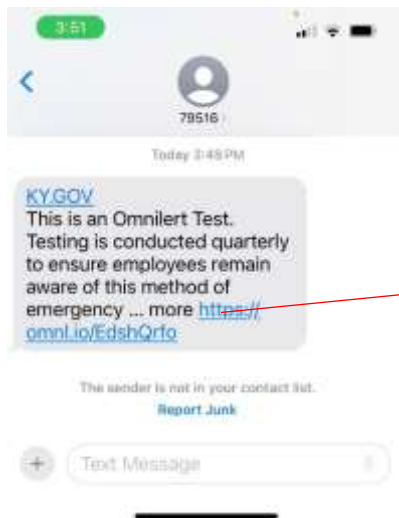 3:51
79516
Today 3:48 PM
KY.GOV
This is an Omnilert Test.
Testing is conducted quarterly
to ensure employees remain
aware of this method of
emergency ... more https://
omnl.io/EdshQrfo
The sender is not in your contact list.
Report Junk
Text Message